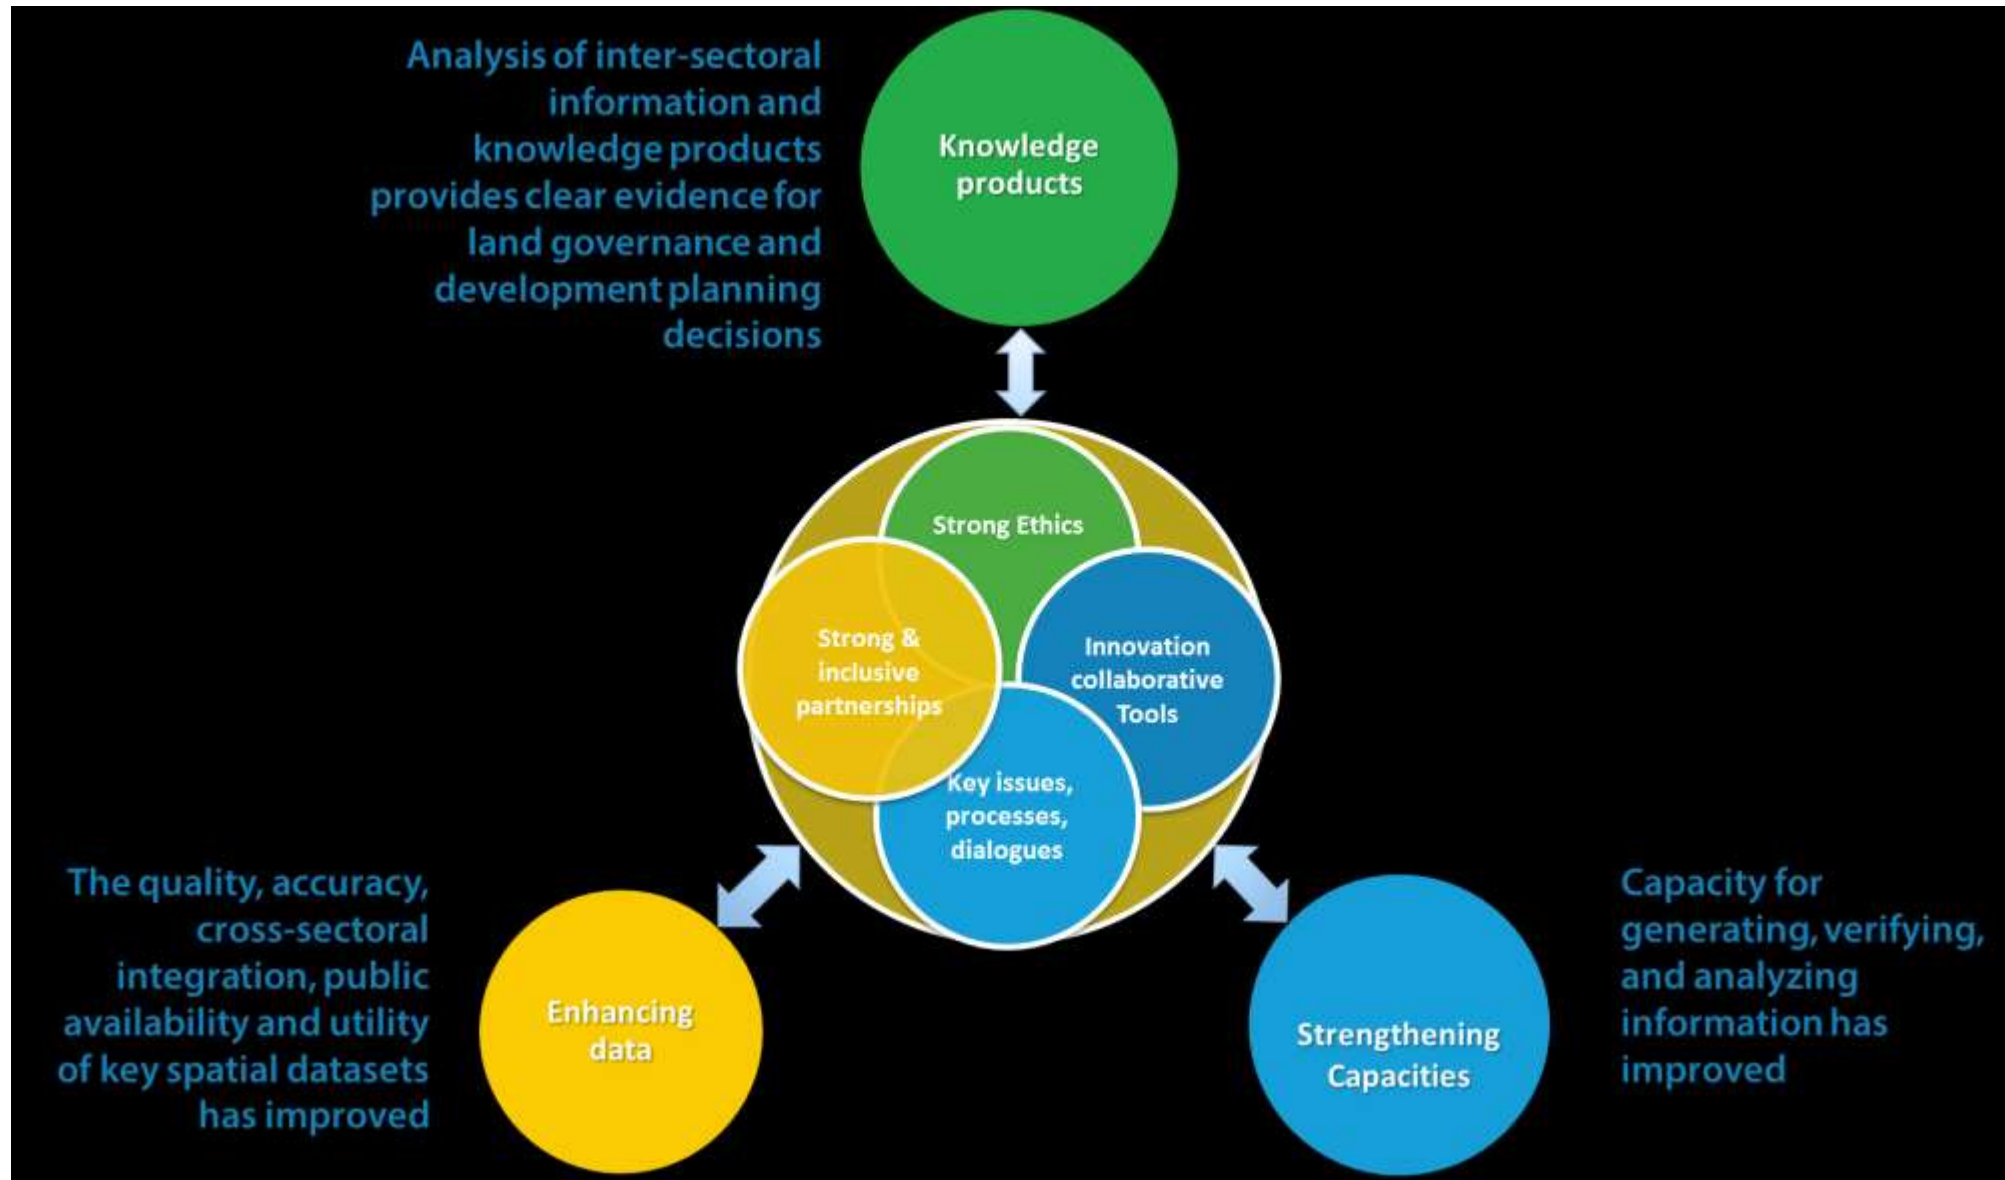 Analysis of inter-sectoral
information and
knowledge products
provides clear evidence for
land governance and
development planning
decisions
Knowledge
products
Strong Ethics
Strong &
inclusive
partnerships
Innovation
collaborative
Tools
Key issues,
processes,
dialogues
The quality, accuracy,
cross-sectoral
integration, public
availability and utility
of key spatial datasets
has improved
Enhancing
data
Strengthening
Capacities
Capacity for
generating, verifying,
and analyzing
information has
improved